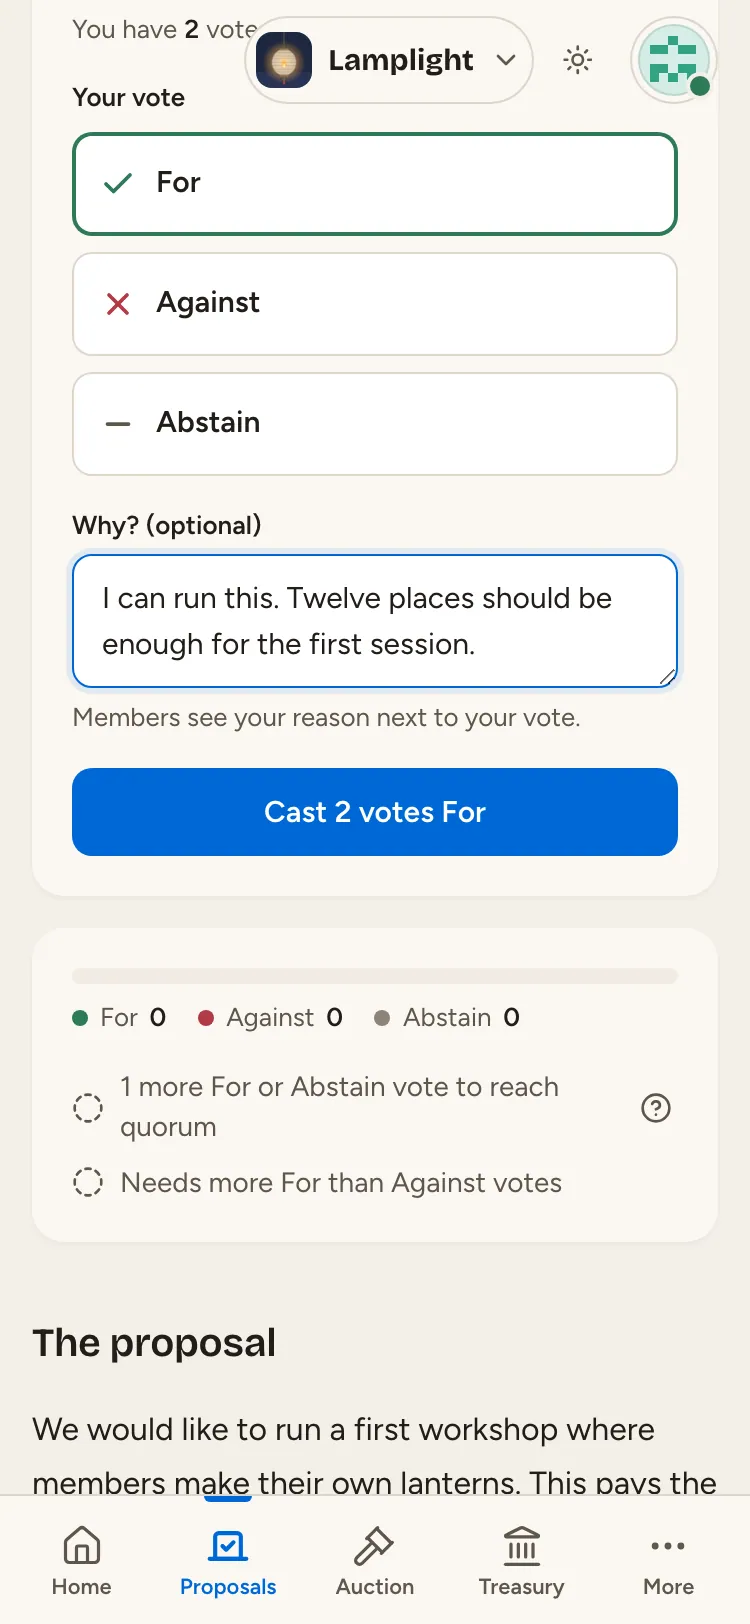 You have 2 vote
Lamplight
Your vote
For
Against
Abstain
Why? (optional)
I can run this. Twelve places should be
enough for the first session.
Members see your reason next to your vote.
Cast 2 votes For
For 0 Against 0 Abstain 0
1 more For or Abstain vote to reach
quorum
Needs more For than Against votes
The proposal
We would like to run a first workshop where
members make their own lanterns. This pays the
Home
Proposals
Auction
Treasury
More